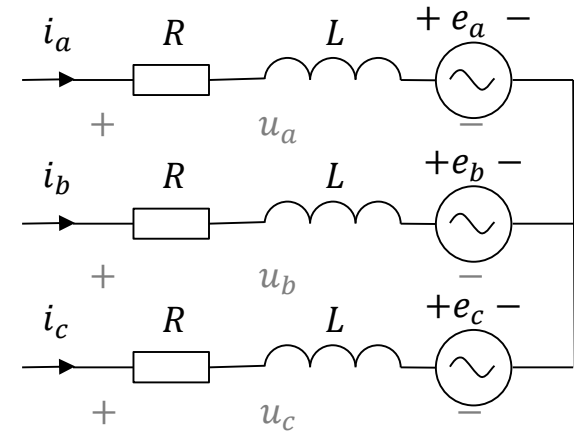 i_a R L + e_a −
+ u_a −
i_b R L +e_b −
+ u_b −
i_c R L +e_c −
+ u_c −